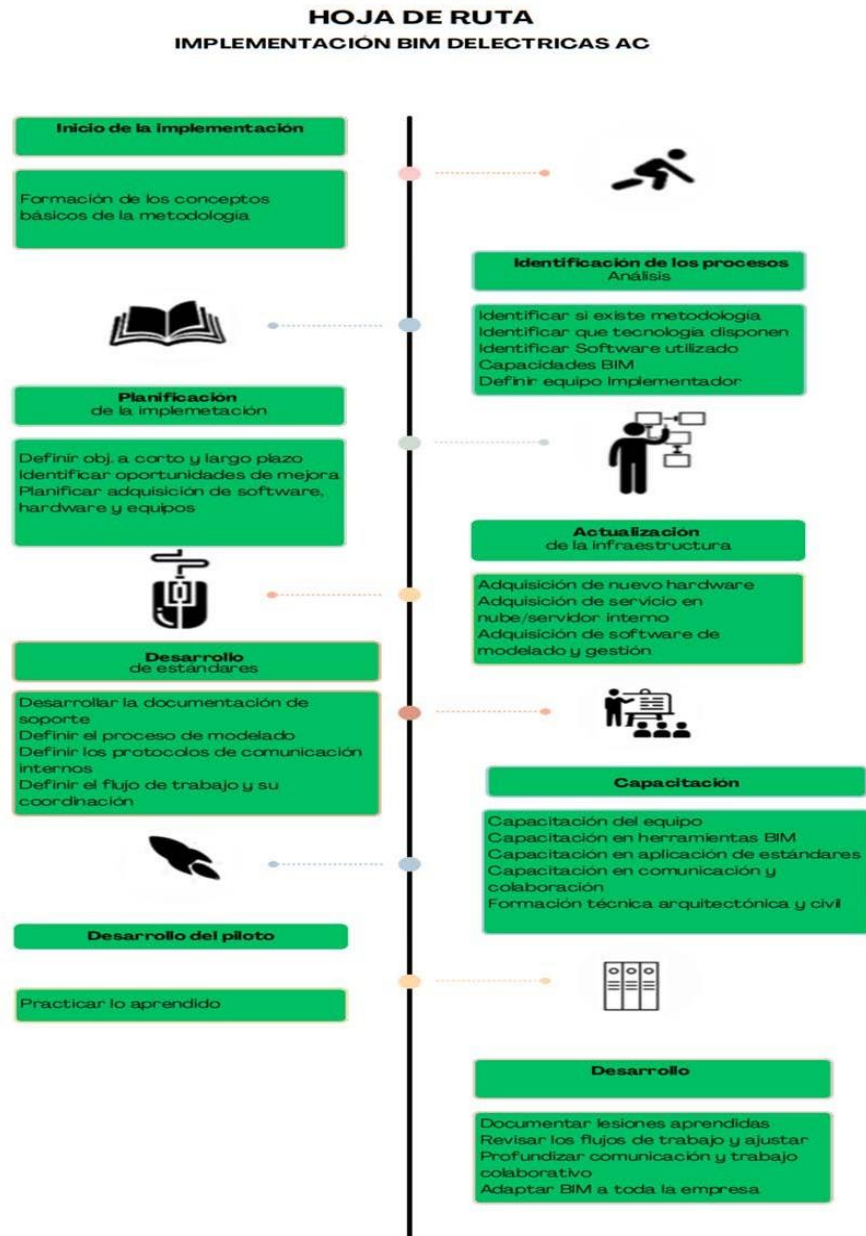 HOJA DE RUTA
IMPLEMENTACIÓN BIM DELECTRICAS AC
Inicio de la implementación
Formación de los conceptos
básicos de la metodología
Identificación de los procesos
Análisis
Identificar si existe metodología
Identificar que tecnología disponen
Identificar Software utilizado
Capacidades BIM
Definir equipo Implementador
Planificación
de la implemetación
Definir obj. a corto y largo plazo
Identificar oportunidades de mejora
Planificar adquisición de software,
hardware y equipos
Actualización
de la infraestructura
Adquisición de nuevo hardware
Adquisición de servicio en
nube/servidor interno
Adquisición de software de
modelado y gestión
Desarrollo
de estándares
Desarrollar la documentación de
soporte
Definir el proceso de modelado
Definir los protocolos de comunicación
internos
Definir el flujo de trabajo y su
coordinación
Capacitación
Capacitación del equipo
Capacitación en herramientas BIM
Capacitación en aplicación de estándares
Capacitación en comunicación y
colaboración
Formación técnica arquitectónica y civil
Desarrollo del piloto
Practicar lo aprendido
Desarrollo
Documentar lesiones aprendidas
Revisar los flujos de trabajo y ajustar
Profundizar comunicación y trabajo
colaborativo
Adaptar BIM a toda la empresa